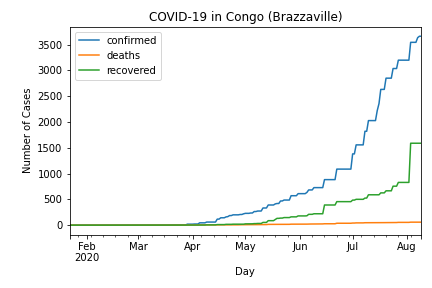 COVID-19 in Congo (Brazzaville)
confirmed
deaths
recovered
Number of Cases
3500
3000
2500
2000
1500
1000
500
0
Feb Mar Apr May Jun Jul Aug
2020
Day